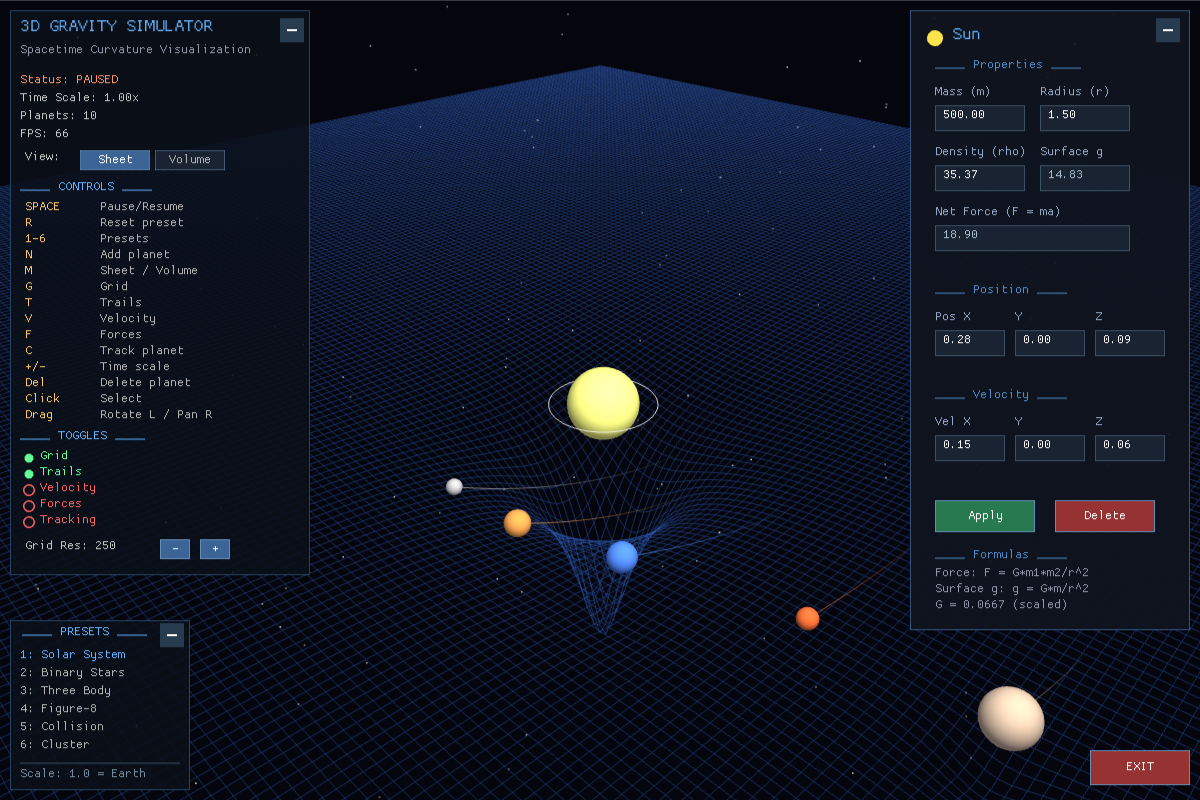 3D GRAVITY SIMULATOR
Spacetime Curvature Visualization
Status: PAUSED
Time Scale: 1.00x
Planets: 10
FPS: 66
View: Sheet Volume
CONTROLS
SPACE Pause/Resume
R Reset preset
1-6 Presets
N Add planet
M Sheet / Volume
G Grid
T Trails
V Velocity
F Forces
C Track planet
+/- Time scale
Del Delete planet
Click Select
Drag Rotate L / Pan R
TOGGLES
Grid
Trails
Velocity
Forces
Tracking
Grid Res: 250 - +
PRESETS
1: Solar System
2: Binary Stars
3: Three Body
4: Figure-8
5: Collision
6: Cluster
Scale: 1.0 = Earth
Sun
Properties
Mass (m) Radius (r)
500.00 1.50
Density (rho) Surface g
35.37 14.83
Net Force (F = ma)
18.90
Position
Pos X Y Z
0.28 0.00 0.09
Velocity
Vel X Y Z
0.15 0.00 0.06
Apply Delete
Formulas
Force: F = G*m1*m2/r^2
Surface g: g = G*m/r^2
G = 0.0667 (scaled)
EXIT